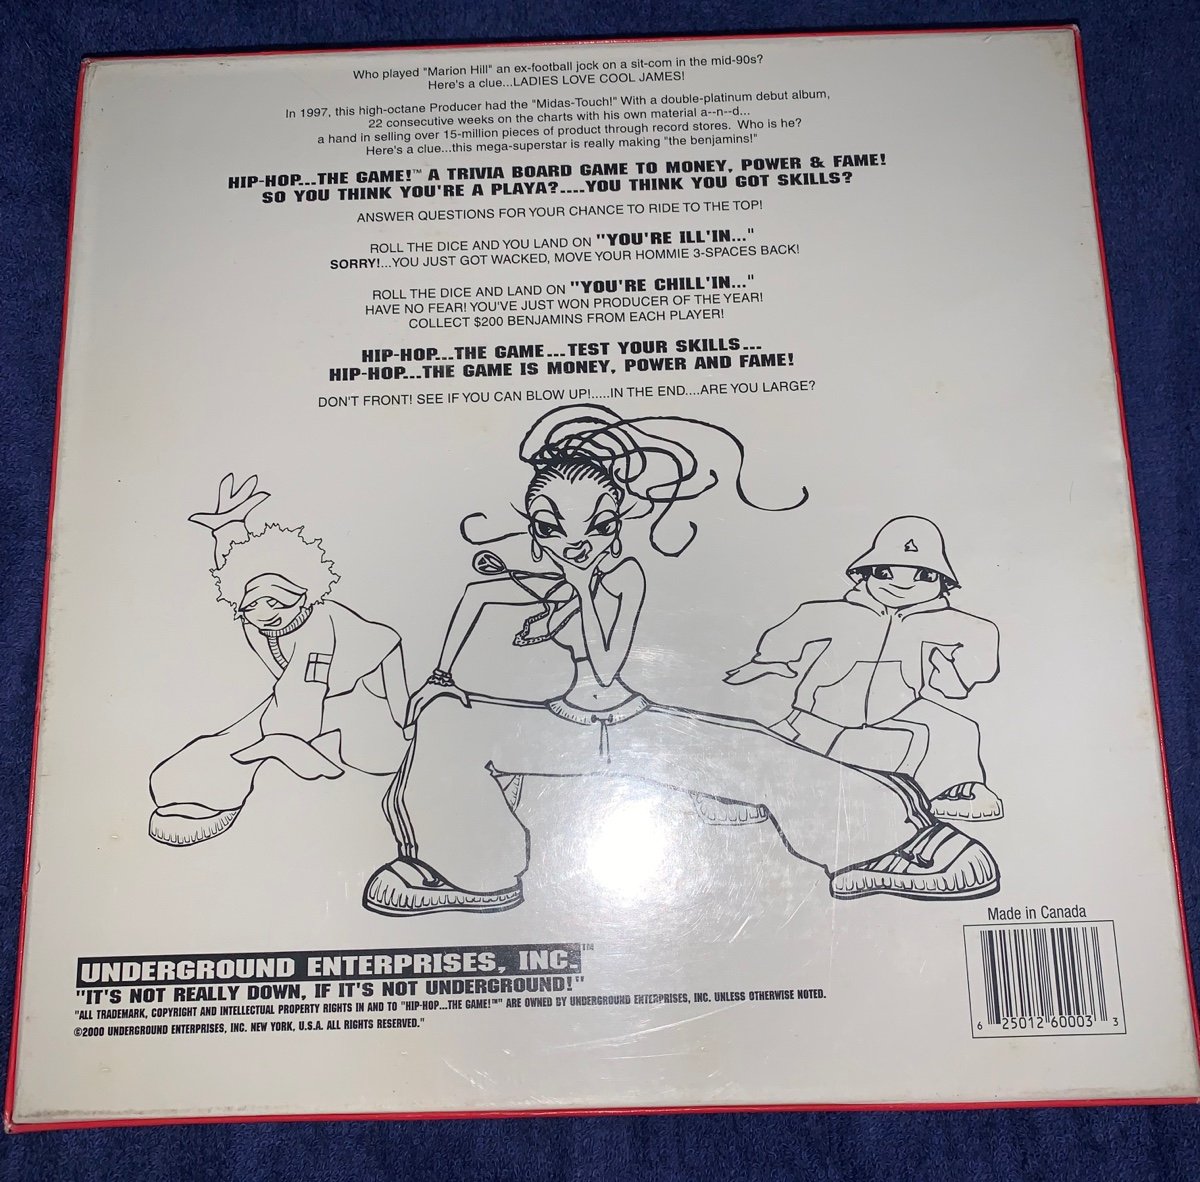 Who played "Marion Hill" an ex-football jock on a sit-com in the mid-90s?
Here's a clue...LADIES LOVE COOL JAMES!
In 1997, this high-octane Producer had the "Midas-Touch!" With a double-platinum debut album,
22 consecutive weeks on the charts with his own material a--n--d...
a hand in selling over 15-million pieces of product through record stores. Who is he?
Here's a clue...this mega-superstar is really making "the benjamins!"
HIP-HOP...THE GAME!™ A TRIVIA BOARD GAME TO MONEY, POWER & FAME!
SO YOU THINK YOU'RE A PLAYA?....YOU THINK YOU GOT SKILLS?
ANSWER QUESTIONS FOR YOUR CHANCE TO RIDE TO THE TOP!
ROLL THE DICE AND YOU LAND ON "YOU'RE ILL'IN..."
SORRY!...YOU JUST GOT WACKED, MOVE YOUR HOMMIE 3-SPACES BACK!
ROLL THE DICE AND LAND ON "YOU'RE CHILL'IN..."
HAVE NO FEAR! YOU'VE JUST WON PRODUCER OF THE YEAR!
COLLECT $200 BENJAMINS FROM EACH PLAYER!
HIP-HOP...THE GAME...TEST YOUR SKILLS...
HIP-HOP...THE GAME IS MONEY, POWER AND FAME!
DON'T FRONT! SEE IF YOU CAN BLOW UP!.....IN THE END....ARE YOU LARGE?
Made in Canada
UNDERGROUND ENTERPRISES, INC.™
"IT'S NOT REALLY DOWN, IF IT'S NOT UNDERGROUND!"
"ALL TRADEMARK, COPYRIGHT AND INTELLECTUAL PROPERTY RIGHTS IN AND TO "HIP-HOP...THE GAME!™" ARE OWNED BY UNDERGROUND ENTERPRISES, INC. UNLESS OTHERWISE NOTED.
©2000 UNDERGROUND ENTERPRISES, INC. NEW YORK, U.S.A. ALL RIGHTS RESERVED."
6 25012 60003 3